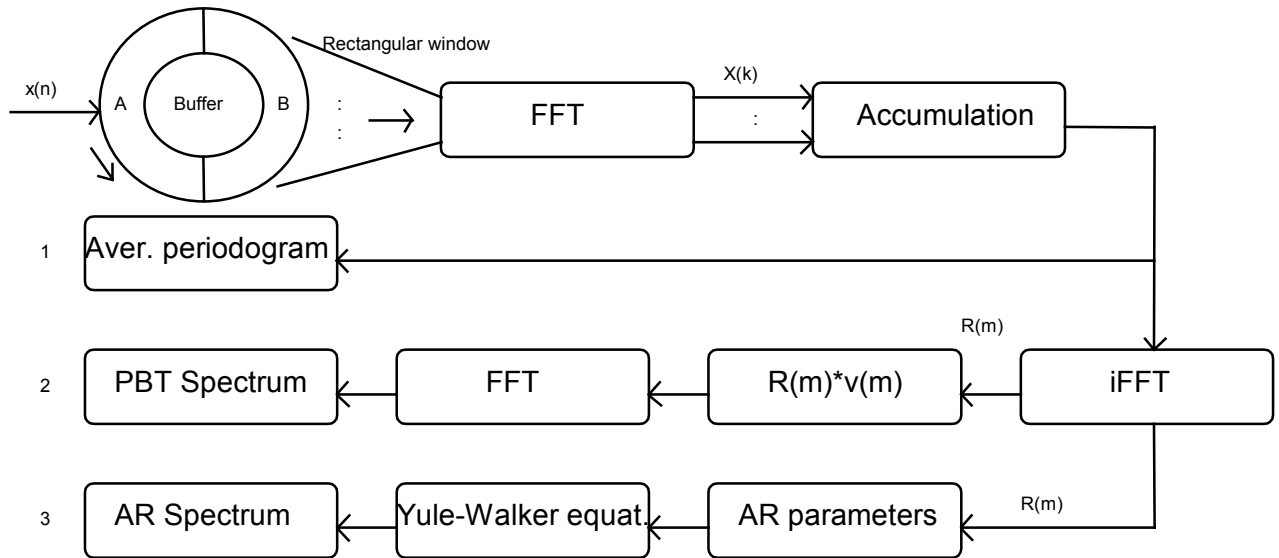 Rectangular window
x(n)
A
Buffer
B
:
:
FFT
X(k)
:
Accumulation
1
Aver. periodogram
R(m)
2
PBT Spectrum
FFT
R(m)*v(m)
iFFT
3
AR Spectrum
Yule-Walker equat.
AR parameters
R(m)